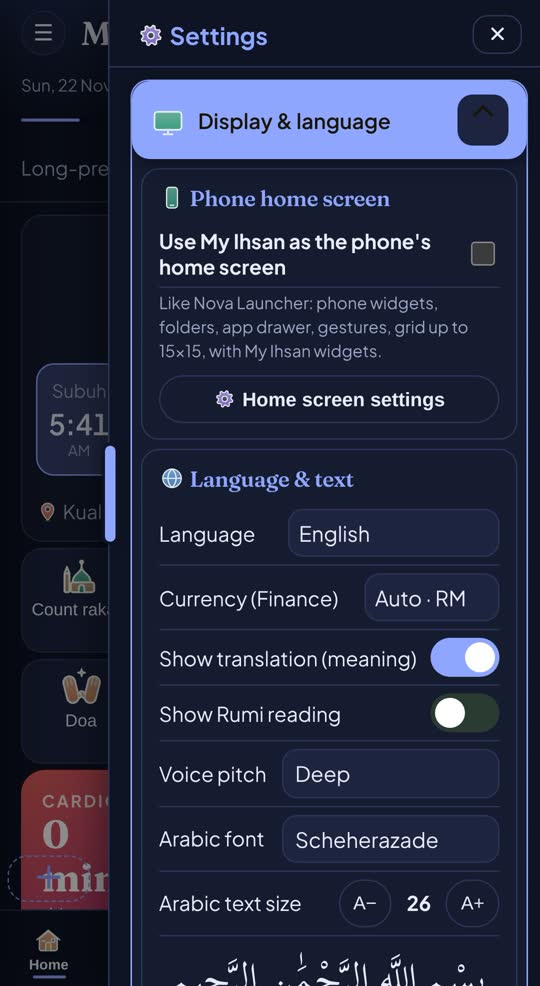 Settings
Sun, 22 Nov
Display & language
Long-pre
Phone home screen
Use My Ihsan as the phone's
home screen
Like Nova Launcher: phone widgets,
folders, app drawer, gestures, grid up to
15×15, with My Ihsan widgets.
Home screen settings
Subuh
5:41
AM
Kual
Language & text
Language
English
Currency (Finance)
Auto · RM
Show translation (meaning)
Show Rumi reading
Voice pitch
Deep
Arabic font
Scheherazade
Arabic text size
A−
26
A+
Count rak
Doa
CARDI
0
min
Home